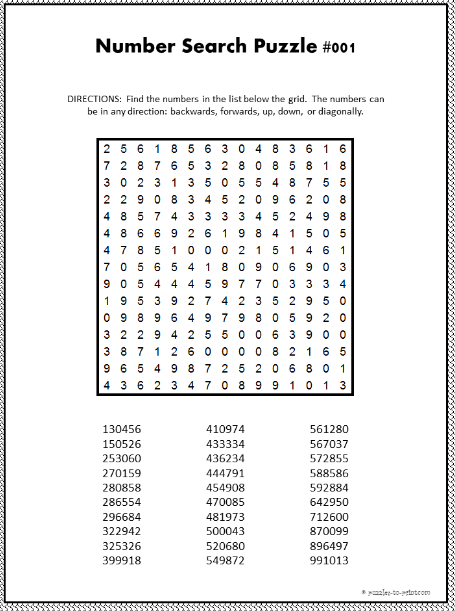 Number Search Puzzle #001
DIRECTIONS: Find the numbers in the list below the grid. The numbers can
be in any direction: backwards, forwards, up, down, or diagonally.
2 5 6 1 8 5 6 3 0 4 8 3 6 1 6
7 2 8 7 6 5 3 2 8 0 8 5 8 1 8
3 0 2 3 1 3 5 0 5 5 4 8 7 5 5
2 2 9 0 8 3 4 5 2 0 9 6 2 0 8
4 8 5 7 4 3 3 3 3 4 5 2 4 9 8
4 8 6 6 9 2 6 1 9 8 4 1 5 0 5
4 7 8 5 1 0 0 0 2 1 5 1 4 6 1
7 0 5 6 5 4 1 8 0 9 0 6 9 0 3
9 0 5 4 4 4 5 9 7 7 0 3 3 3 4
1 9 5 3 9 2 7 4 2 3 5 2 9 5 0
0 9 8 9 6 4 9 7 9 8 0 5 9 2 0
3 2 2 9 4 2 5 5 0 0 6 3 9 0 0
3 8 7 1 2 6 0 0 0 0 8 2 1 6 5
9 6 5 4 9 8 7 2 5 2 0 6 8 0 1
4 3 6 2 3 4 7 0 8 9 9 1 0 1 3
130456 410974 561280
150526 433334 567037
253060 436234 572855
270159 444791 588586
280858 454908 592884
286554 470085 642950
296684 481973 712600
322942 500043 870099
325326 520680 896497
399918 549872 991013
© puzzles-to-print.com